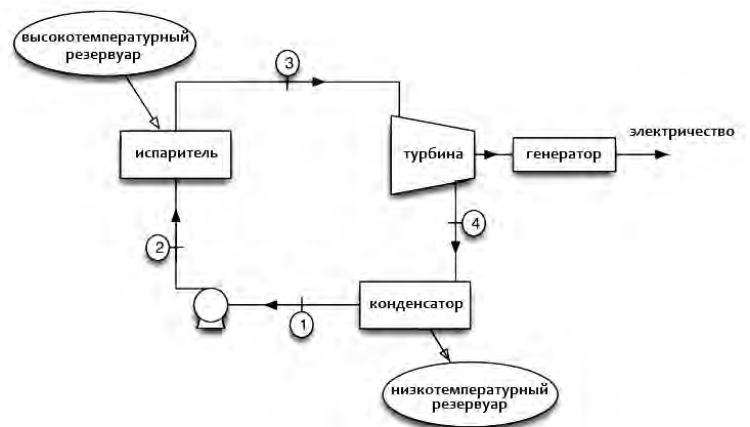 высокотемпературный
резервуар
3
испаритель
турбина
генератор
электричество
4
2
конденсатор
1
низкотемпературный
резервуар